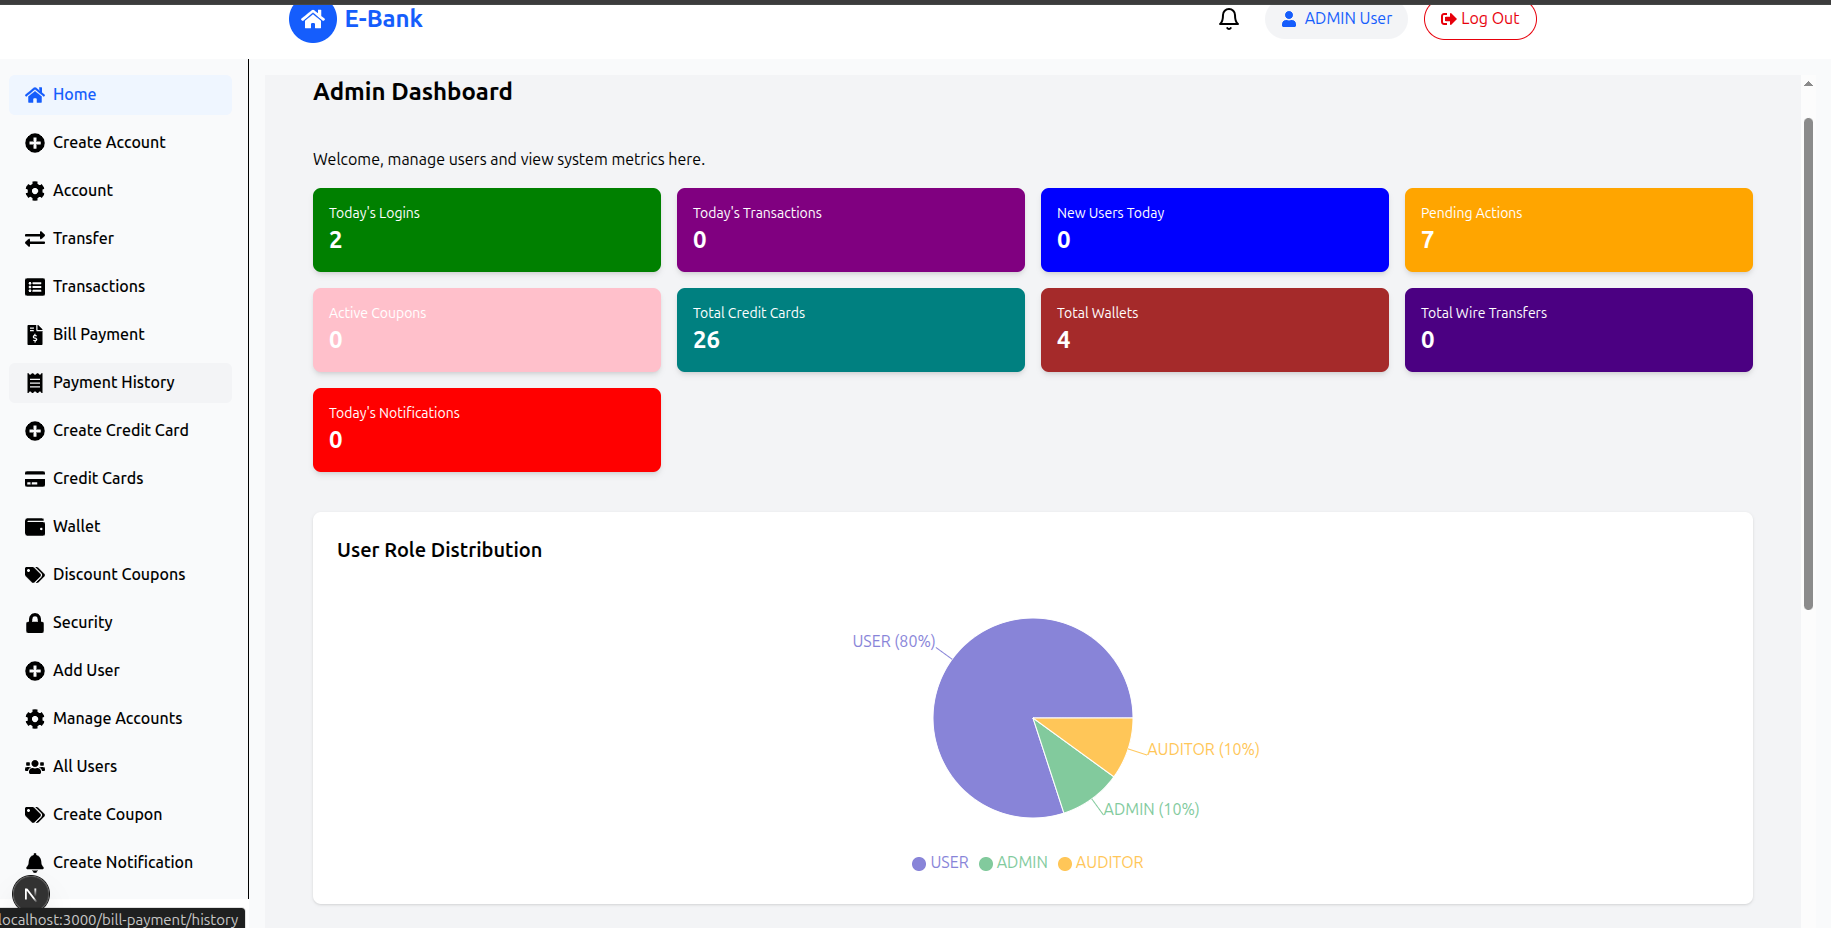 E-Bank
ADMIN User
Log Out
Home
Create Account
Account
Transfer
Transactions
Bill Payment
Payment History
Create Credit Card
Credit Cards
Wallet
Discount Coupons
Security
Add User
Manage Accounts
All Users
Create Coupon
Create Notification
N
localhost:3000/bill-payment/history
Admin Dashboard
Welcome, manage users and view system metrics here.
Today's Logins
2
Today's Transactions
0
New Users Today
0
Pending Actions
7
Active Coupons
0
Total Credit Cards
26
Total Wallets
4
Total Wire Transfers
0
Today's Notifications
0
User Role Distribution
USER (80%)
AUDITOR (10%)
ADMIN (10%)
USER
ADMIN
AUDITOR